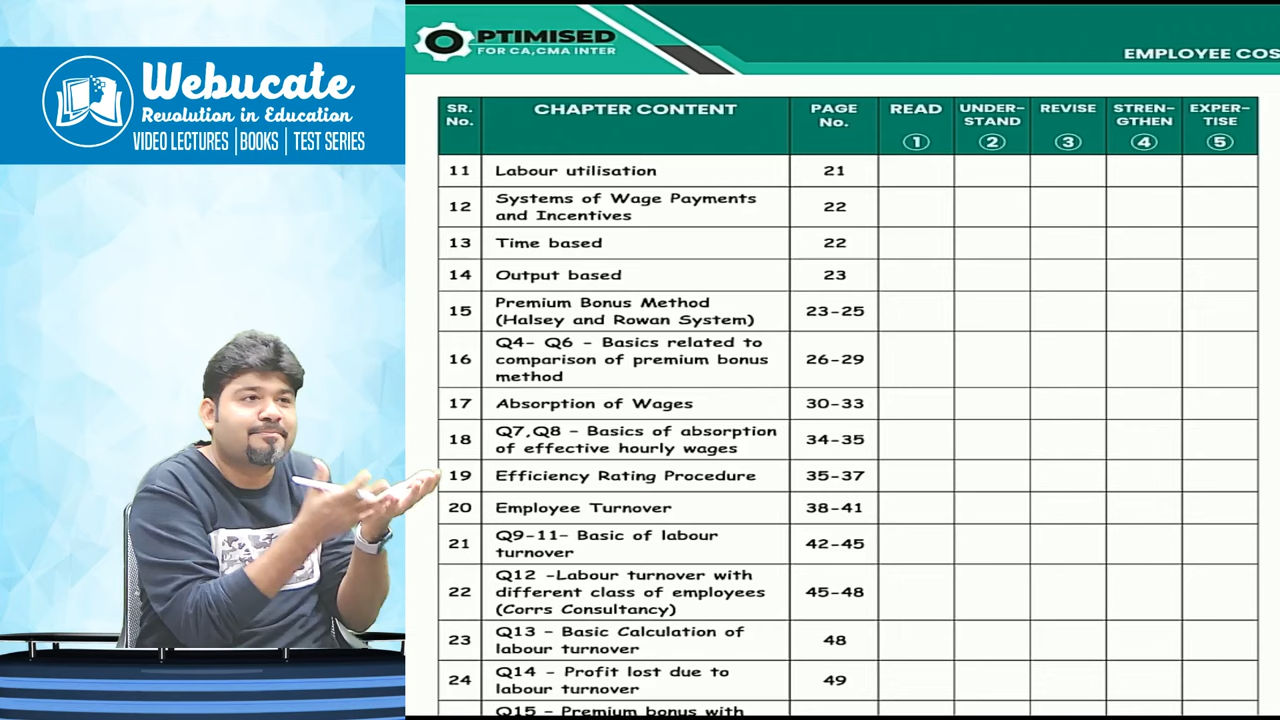 Webucate
Revolution in Education
VIDEO LECTURES | BOOKS | TEST SERIES
PTIMISED
FOR CA,CMA INTER
EMPLOYEE COS
SR. No. CHAPTER CONTENT PAGE No. READ 1 UNDER-STAND 2 REVISE 3 STREN-GTHEN 4 EXPER-TISE 5
11 Labour utilisation 21
12 Systems of Wage Payments
and Incentives 22
13 Time based 22
14 Output based 23
15 Premium Bonus Method
(Halsey and Rowan System) 23-25
16 Q4- Q6 - Basics related to
comparison of premium bonus
method 26-29
17 Absorption of Wages 30-33
18 Q7,Q8 - Basics of absorption
of effective hourly wages 34-35
19 Efficiency Rating Procedure 35-37
20 Employee Turnover 38-41
21 Q9-11- Basic of labour
turnover 42-45
22 Q12 -Labour turnover with
different class of employees
(Corrs Consultancy) 45-48
23 Q13 - Basic Calculation of
labour turnover 48
24 Q14 - Profit lost due to
labour turnover 49
Q15 - Premium bonus with